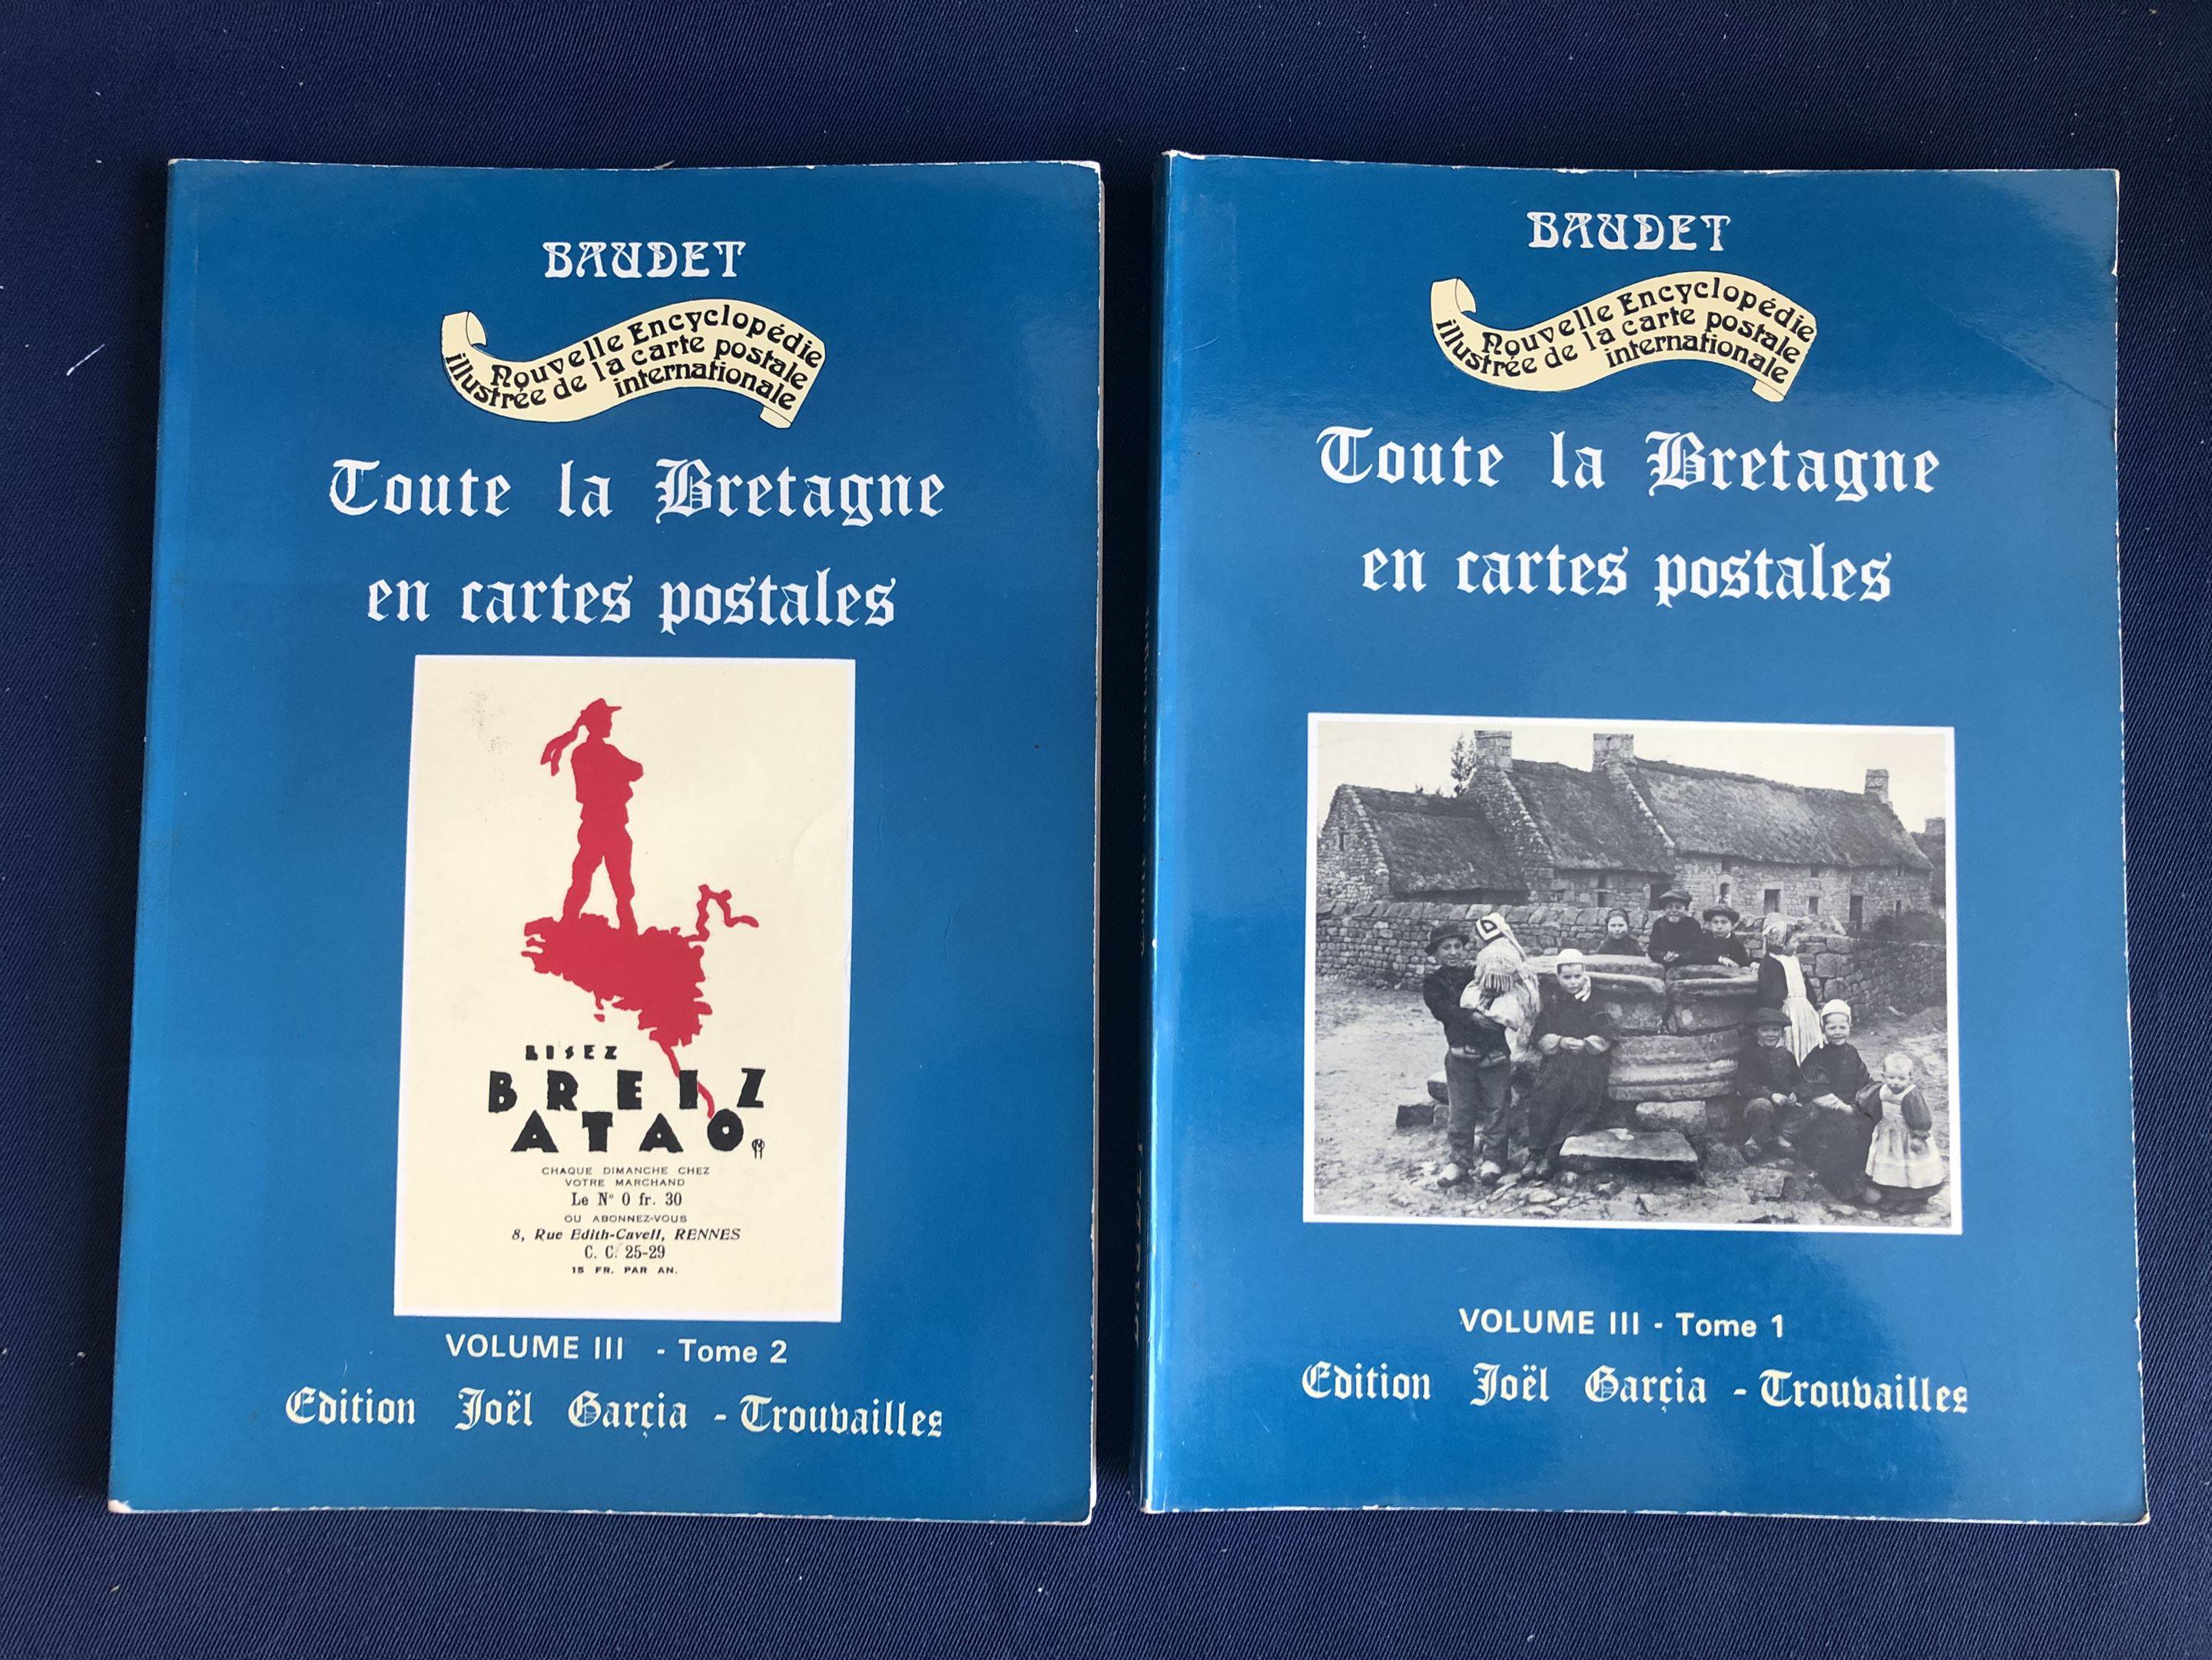 BAUDET
Nouvelle Encyclopédie
illustrée de la carte postale
internationale
Toute la Bretagne
en cartes postales
LISEZ
BREIZ
ATAO
CHAQUE DIMANCHE CHEZ
VOTRE MARCHAND
Le N° 0 fr. 30
OU ABONNEZ-VOUS
8, Rue Edith-Cavell, RENNES
C. C. 25-29
15 FR. PAR AN.
VOLUME III - Tome 2
Edition Joël Garçia - Trouvailles
BAUDET
Nouvelle Encyclopédie
illustrée de la carte postale
internationale
Toute la Bretagne
en cartes postales
VOLUME III - Tome 1
Edition Joël Garçia - Trouvailles